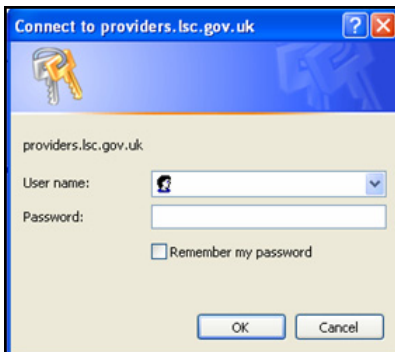 Connect to providers.lsc.gov.uk
providers.lsc.gov.uk
User name:
Password:
Remember my password
OK Cancel